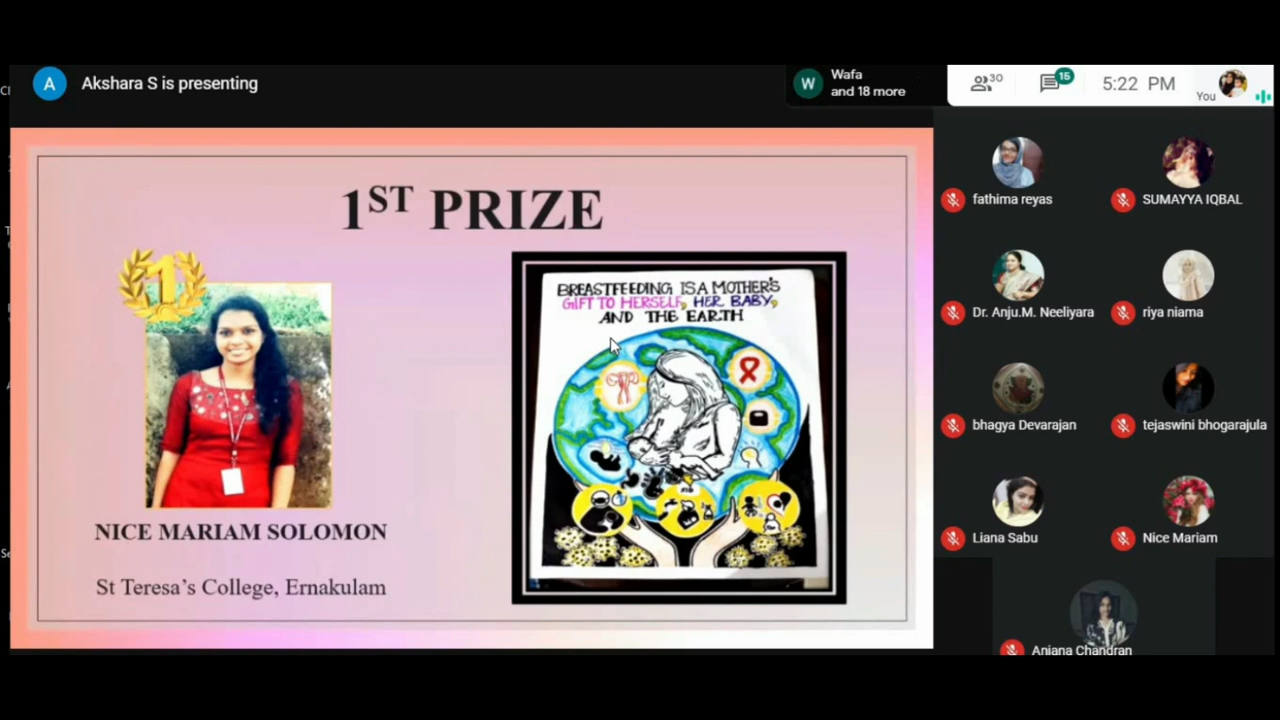 A
Akshara S is presenting
W
Wafa
and 18 more
30
15
5:22 PM
You
1ST PRIZE
1
NICE MARIAM SOLOMON
St Teresa's College, Ernakulam
BREASTFEEDING IS A MOTHER'S
GIFT TO HERSELF, HER BABY,
AND THE EARTH
fathima reyas
SUMAYYA IQBAL
Dr. Anju.M. Neeliyara
riya niama
bhagya Devarajan
tejaswini bhogarajula
Liana Sabu
Nice Mariam
Anjana Chandran